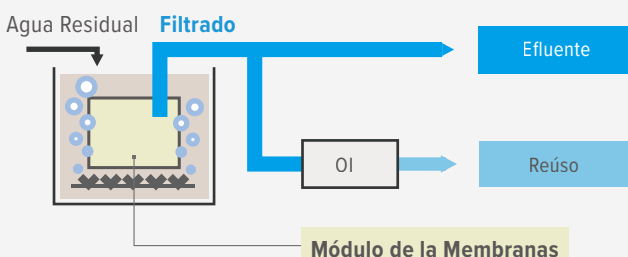 Agua Residual
Filtrado
Efluente
OI
Reúso
Módulo de la Membranas